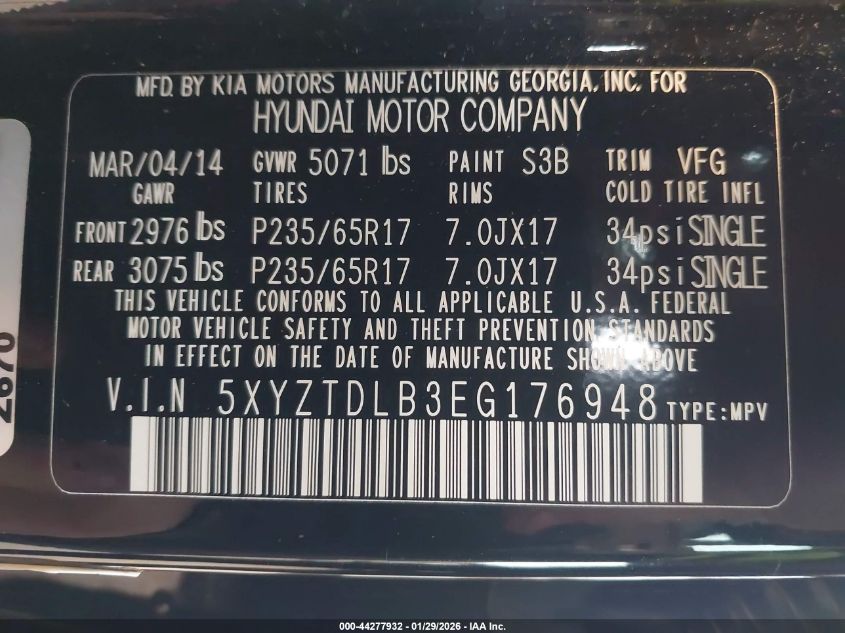 MFD. BY KIA MOTORS MANUFACTURING GEORGIA, INC. FOR
HYUNDAI MOTOR COMPANY
MAR/04/14 GVWR 5071 lbs PAINT S3B TRIM VFG
GAWR TIRES RIMS COLD TIRE INFL
FRONT 2976 lbs P235/65R17 7.0JX17 34psi SINGLE
REAR 3075 lbs P235/65R17 7.0JX17 34psi SINGLE
THIS VEHICLE CONFORMS TO ALL APPLICABLE U.S.A. FEDERAL
MOTOR VEHICLE SAFETY AND THEFT PREVENTION STANDARDS
IN EFFECT ON THE DATE OF MANUFACTURE SHOWN ABOVE
V.I.N 5XYZTDLB3EG176948 TYPE:MPV
000-44277932 - 01/29/2026 - IAA Inc.